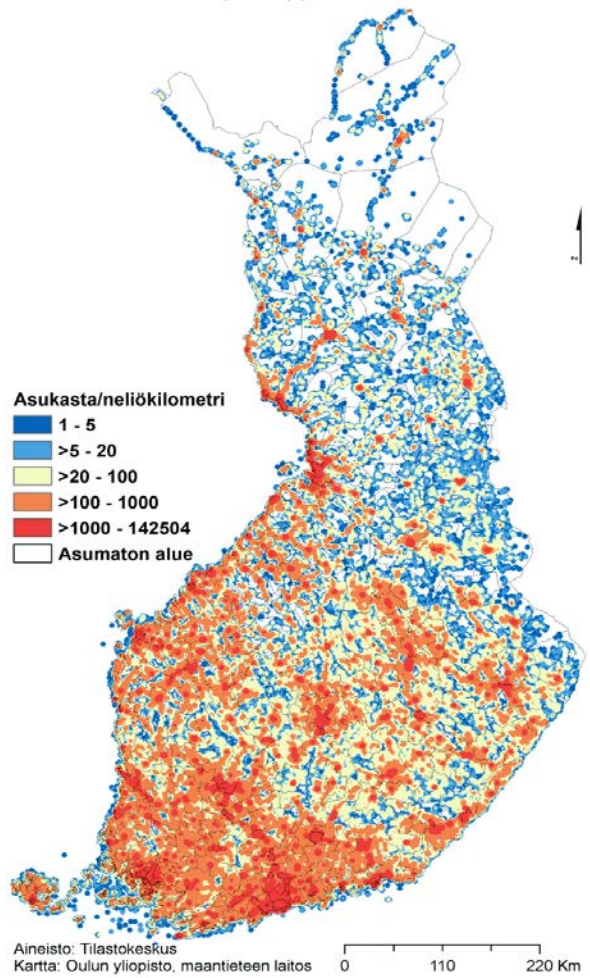 Asukasta/neliökilometri
1 - 5
>5 - 20
>20 - 100
>100 - 1000
>1000 - 142504
Asumaton alue
z
Aineisto: Tilastokeskus
Kartta: Oulun yliopisto, maantieteen laitos
0 110 220 Km